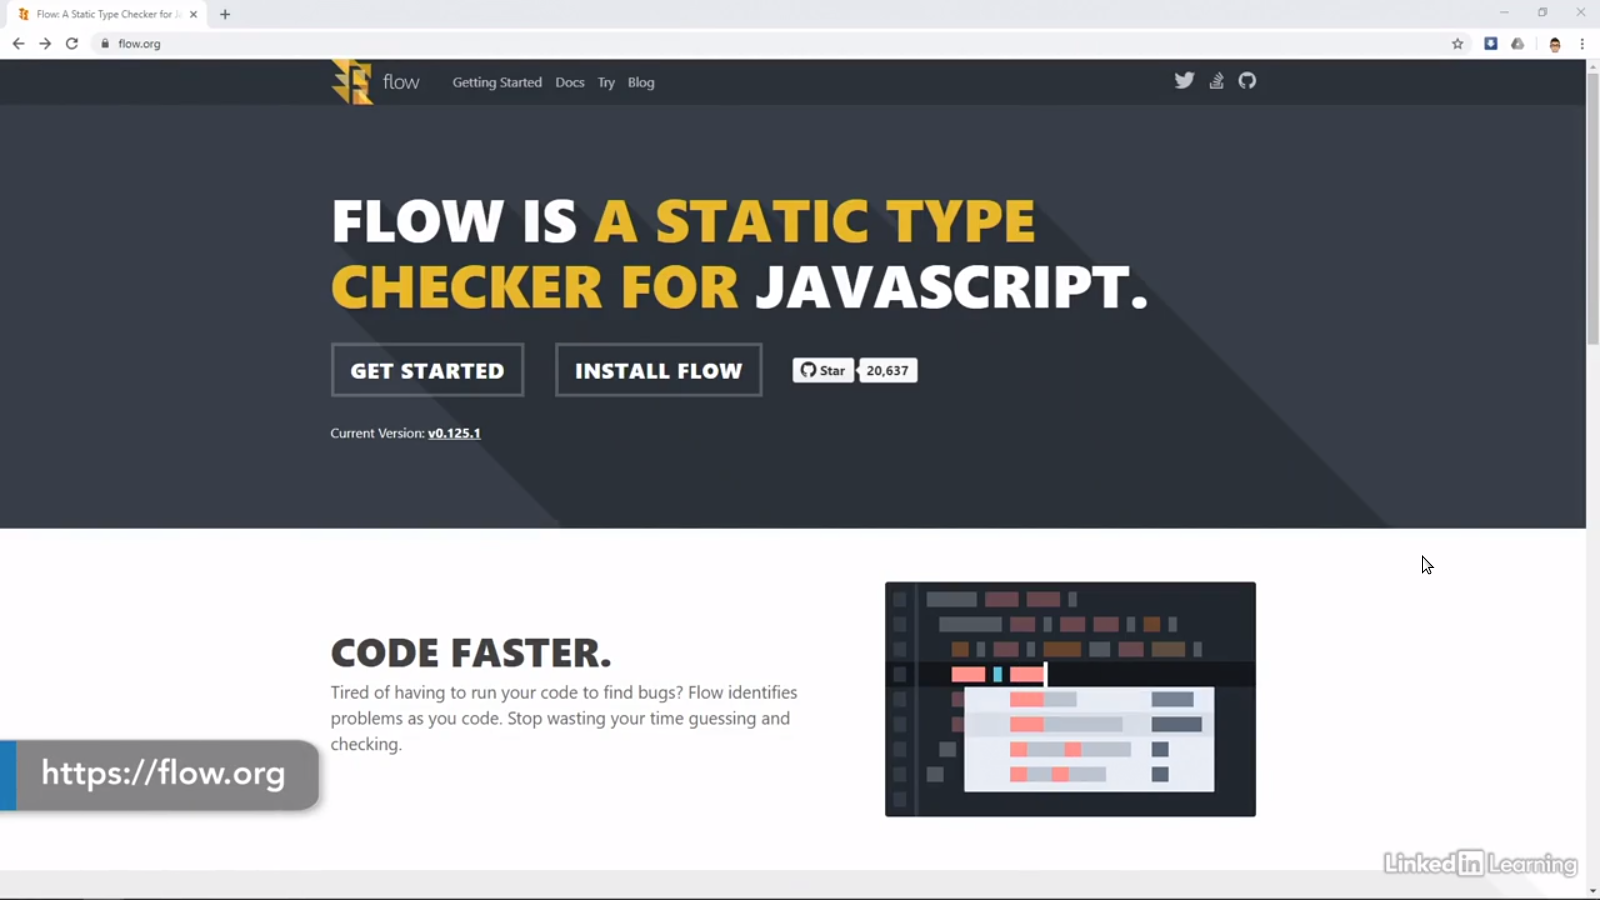 Flow: A Static Type Checker for J
flow.org
flow Getting Started Docs Try Blog
FLOW IS A STATIC TYPE
CHECKER FOR JAVASCRIPT.
GET STARTED INSTALL FLOW Star 20,637
Current Version: v0.125.1
CODE FASTER.
Tired of having to run your code to find bugs? Flow identifies
problems as you code. Stop wasting your time guessing and
checking.
https://flow.org
Linked in Learning